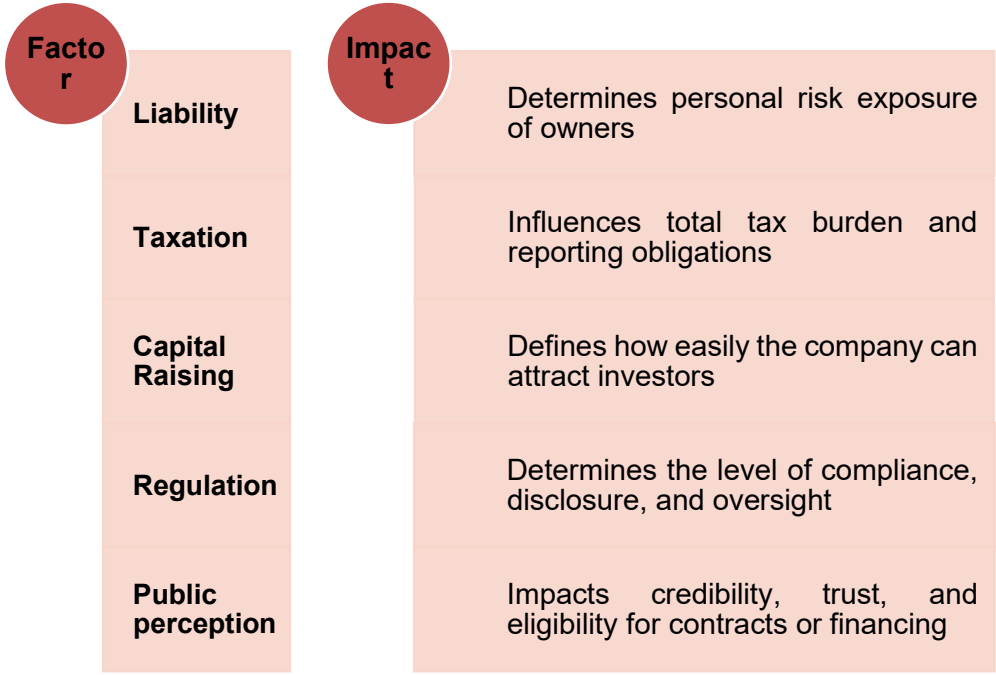 Facto
r
Impac
t
Liability
Determines personal risk exposure
of owners
Taxation
Influences total tax burden and
reporting obligations
Capital
Raising
Defines how easily the company can
attract investors
Regulation
Determines the level of compliance,
disclosure, and oversight
Public
perception
Impacts credibility, trust, and
eligibility for contracts or financing